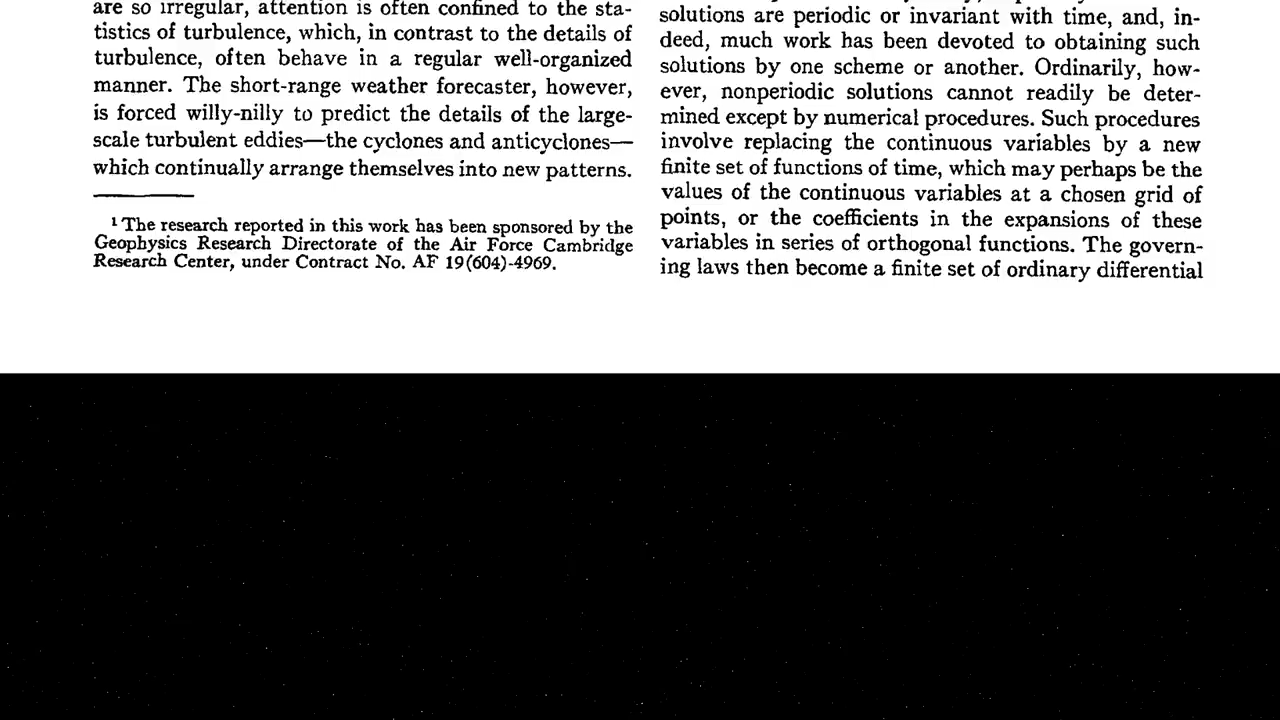 are so irregular, attention is often confined to the sta-
tistics of turbulence, which, in contrast to the details of
turbulence, often behave in a regular well-organized
manner. The short-range weather forecaster, however,
is forced willy-nilly to predict the details of the large-
scale turbulent eddies—the cyclones and anticyclones—
which continually arrange themselves into new patterns.
¹ The research reported in this work has been sponsored by the
Geophysics Research Directorate of the Air Force Cambridge
Research Center, under Contract No. AF 19(604)-4969.
solutions are periodic or invariant with time, and, in-
deed, much work has been devoted to obtaining such
solutions by one scheme or another. Ordinarily, how-
ever, nonperiodic solutions cannot readily be deter-
mined except by numerical procedures. Such procedures
involve replacing the continuous variables by a new
finite set of functions of time, which may perhaps be the
values of the continuous variables at a chosen grid of
points, or the coefficients in the expansions of these
variables in series of orthogonal functions. The govern-
ing laws then become a finite set of ordinary differential